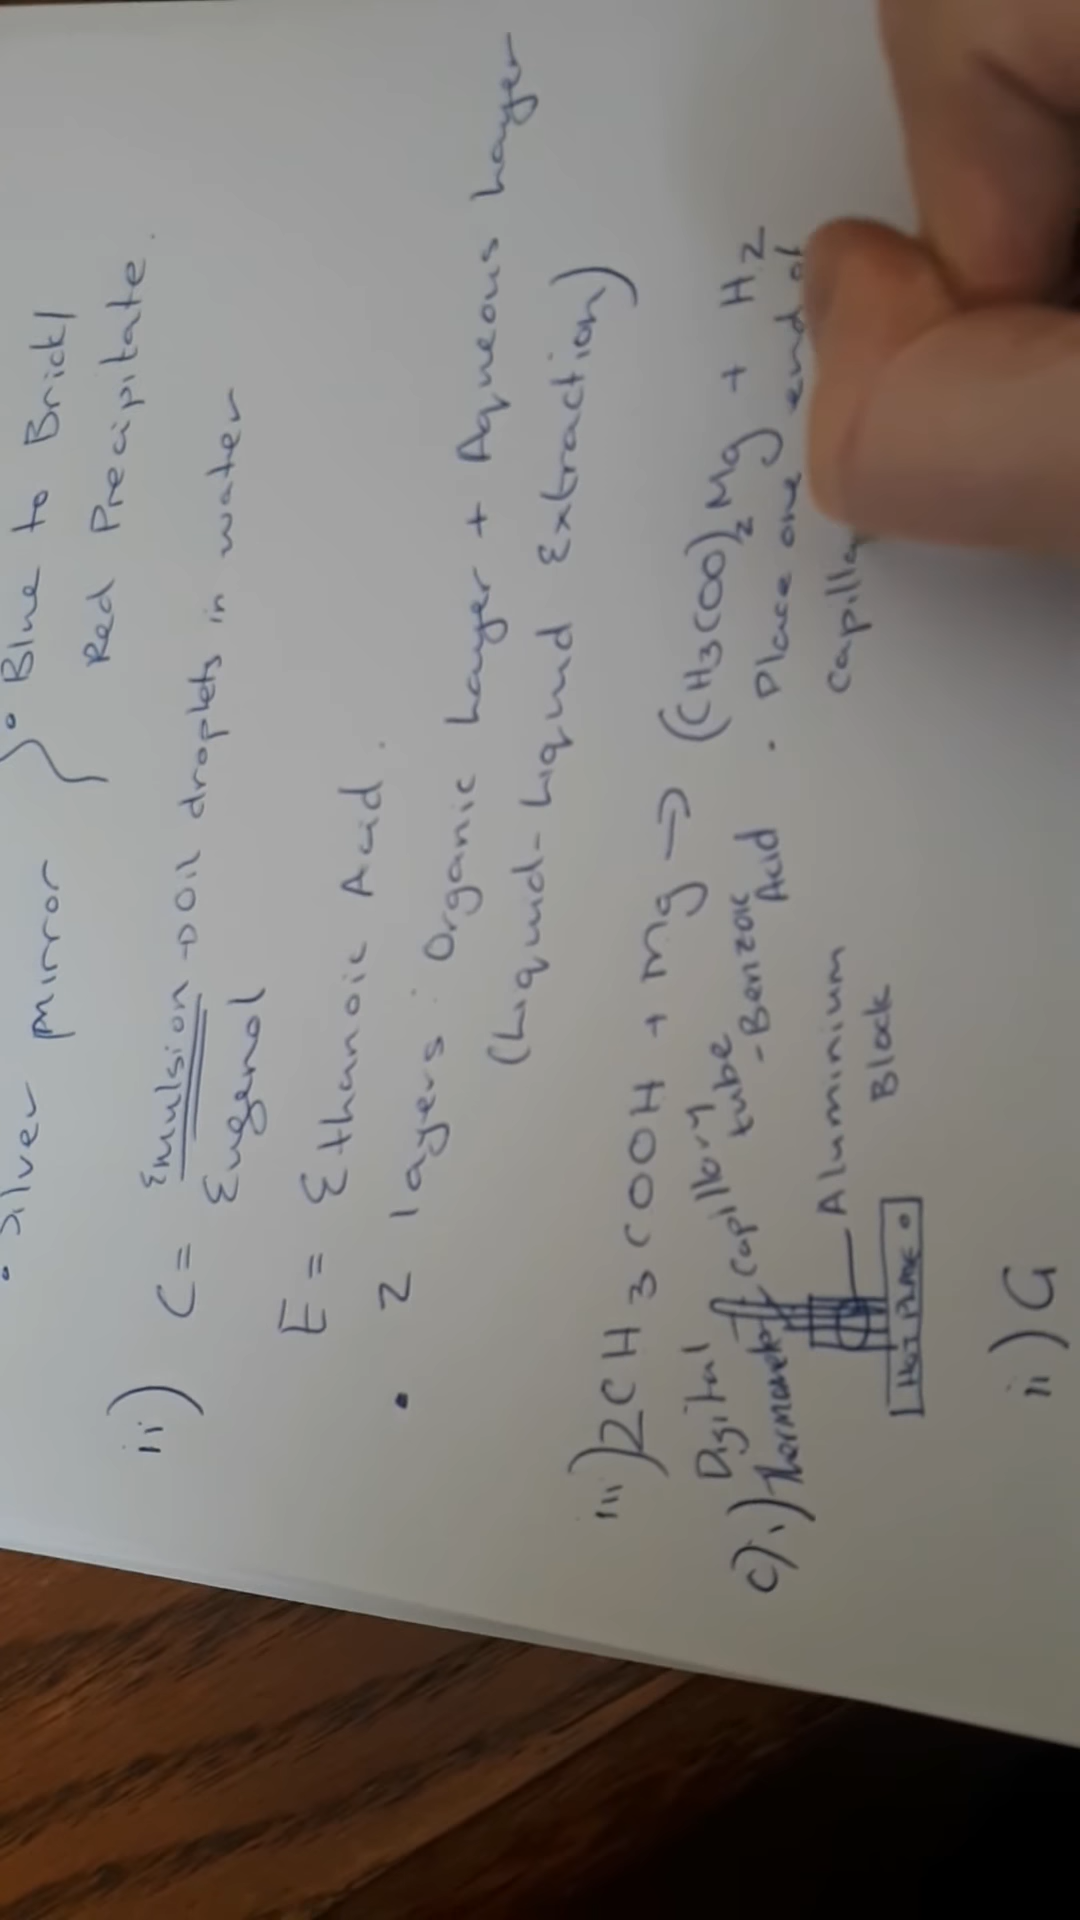 • Silver mirror } • Blue to Brick/
Red Precipitate.
ii) C = Emulsion → Oil droplets in water
Eugenol
E = Ethanoic Acid.
• 2 layers: Organic Layer + Aqueous Layer
(Liquid-Liquid Extraction)
iii) 2CH3COOH + Mg → (CH3COO)2Mg + H2
Digital Capillary tube
- Benzoic Acid
• Place one end of
c) i) Thermometer
capilla
Aluminium
Block
Hot Plate
ii) G